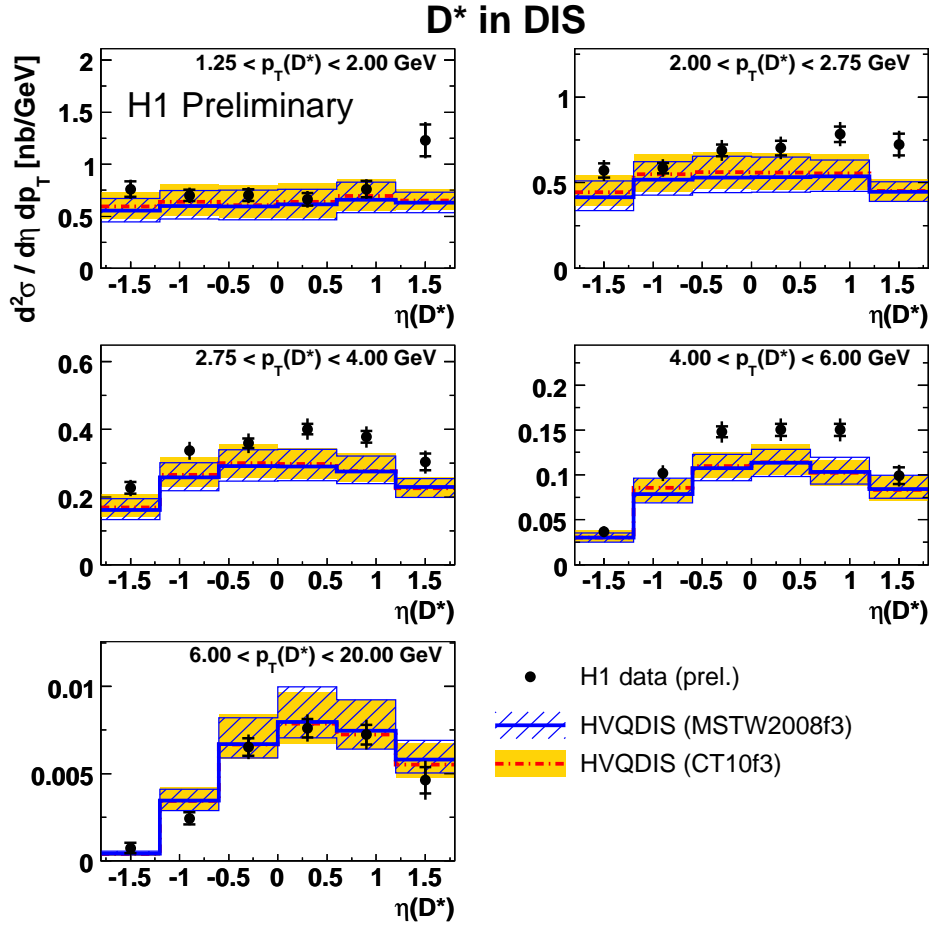 D* in DIS
d²σ / dη dp_T [nb/GeV]
1.25 < p_T(D*) < 2.00 GeV
H1 Preliminary
2
1.5
1
0.5
0
-1.5 -1 -0.5 0 0.5 1 1.5
η(D*)
2.00 < p_T(D*) < 2.75 GeV
1
0.5
0
-1.5 -1 -0.5 0 0.5 1 1.5
η(D*)
2.75 < p_T(D*) < 4.00 GeV
0.6
0.4
0.2
0
-1.5 -1 -0.5 0 0.5 1 1.5
η(D*)
4.00 < p_T(D*) < 6.00 GeV
0.2
0.15
0.1
0.05
0
-1.5 -1 -0.5 0 0.5 1 1.5
η(D*)
6.00 < p_T(D*) < 20.00 GeV
0.01
0.005
0
-1.5 -1 -0.5 0 0.5 1 1.5
η(D*)
H1 data (prel.)
HVQDIS (MSTW2008f3)
HVQDIS (CT10f3)